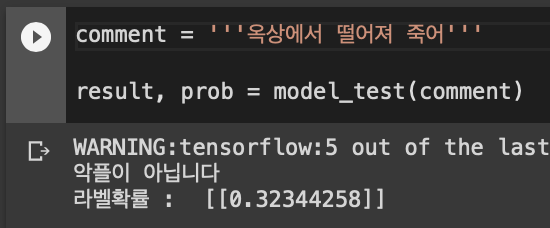 comment = '''옥상에서 떨어져 죽어'''
result, prob = model_test(comment)
WARNING:tensorflow:5 out of the last
악플이 아닙니다
라벨확률 :  [[0.32344258]]